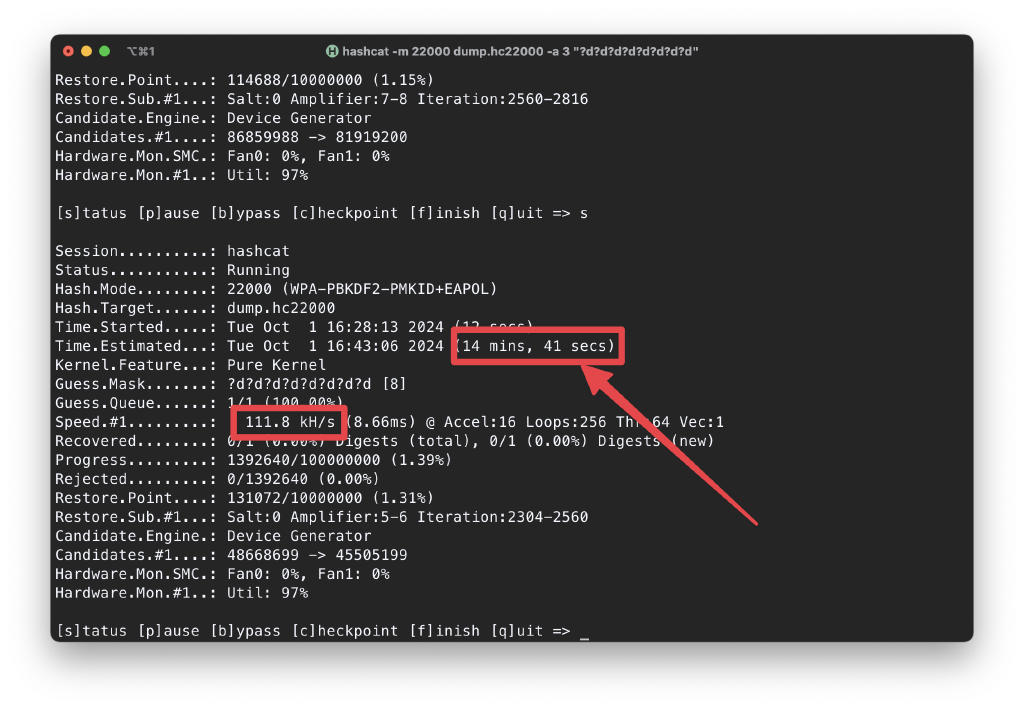 ⌥⌘1
hashcat -m 22000 dump.hc22000 -a 3 "?d?d?d?d?d?d?d?d"
Restore.Point....: 114688/10000000 (1.15%)
Restore.Sub.#1...: Salt:0 Amplifier:7-8 Iteration:2560-2816
Candidate.Engine.: Device Generator
Candidates.#1....: 86859988 -> 81919200
Hardware.Mon.SMC.: Fan0: 0%, Fan1: 0%
Hardware.Mon.#1..: Util: 97%
[s]tatus [p]ause [b]ypass [c]heckpoint [f]inish [q]uit => s
Session..........: hashcat
Status...........: Running
Hash.Mode........: 22000 (WPA-PBKDF2-PMKID+EAPOL)
Hash.Target......: dump.hc22000
Time.Started.....: Tue Oct  1 16:28:13 2024 (12 secs)
Time.Estimated...: Tue Oct  1 16:43:06 2024 (14 mins, 41 secs)
Kernel.Feature...: Pure Kernel
Guess.Mask.......: ?d?d?d?d?d?d?d?d [8]
Guess.Queue......: 1/1 (100.00%)
Speed.#1.........: 111.8 kH/s (8.66ms) @ Accel:16 Loops:256 Thr:64 Vec:1
Recovered........: 0/1 (0.00%) Digests (total), 0/1 (0.00%) Digests (new)
Progress.........: 1392640/100000000 (1.39%)
Rejected.........: 0/1392640 (0.00%)
Restore.Point....: 131072/10000000 (1.31%)
Restore.Sub.#1...: Salt:0 Amplifier:5-6 Iteration:2304-2560
Candidate.Engine.: Device Generator
Candidates.#1....: 48668699 -> 45505199
Hardware.Mon.SMC.: Fan0: 0%, Fan1: 0%
Hardware.Mon.#1..: Util: 97%
[s]tatus [p]ause [b]ypass [c]heckpoint [f]inish [q]uit => _